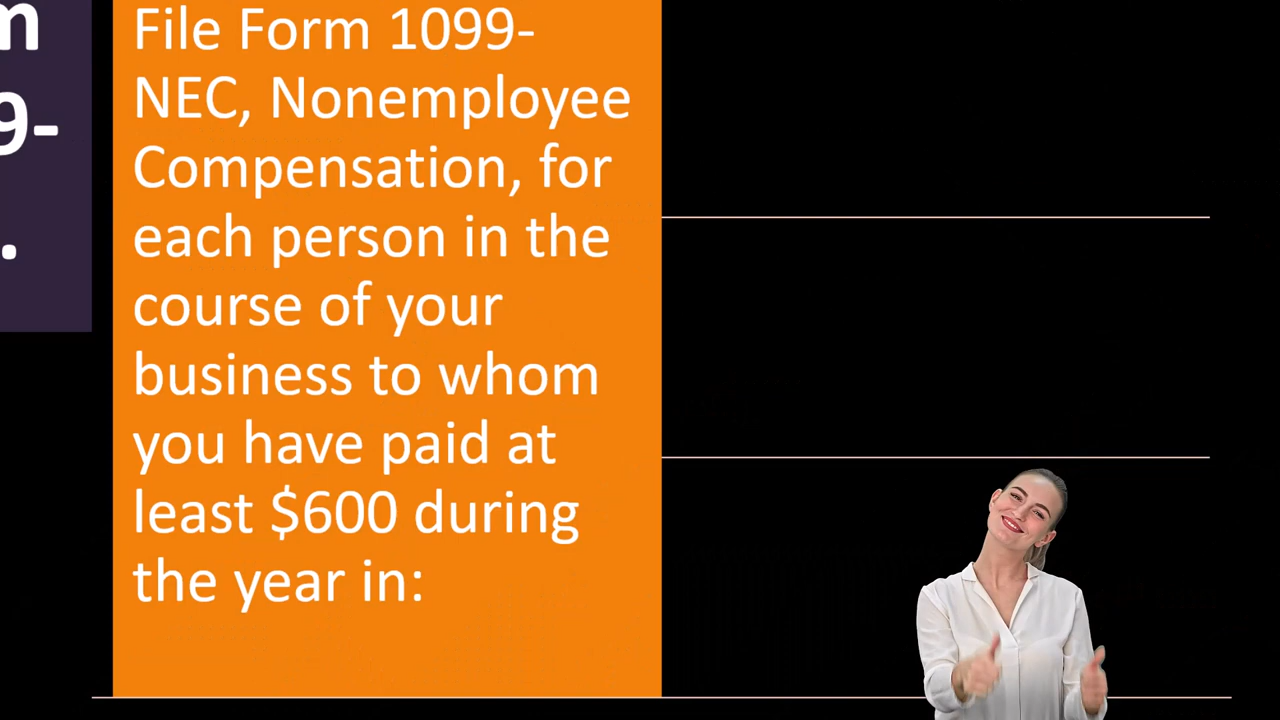 m
9-
.
File Form 1099-
NEC, Nonemployee
Compensation, for
each person in the
course of your
business to whom
you have paid at
least $600 during
the year in: